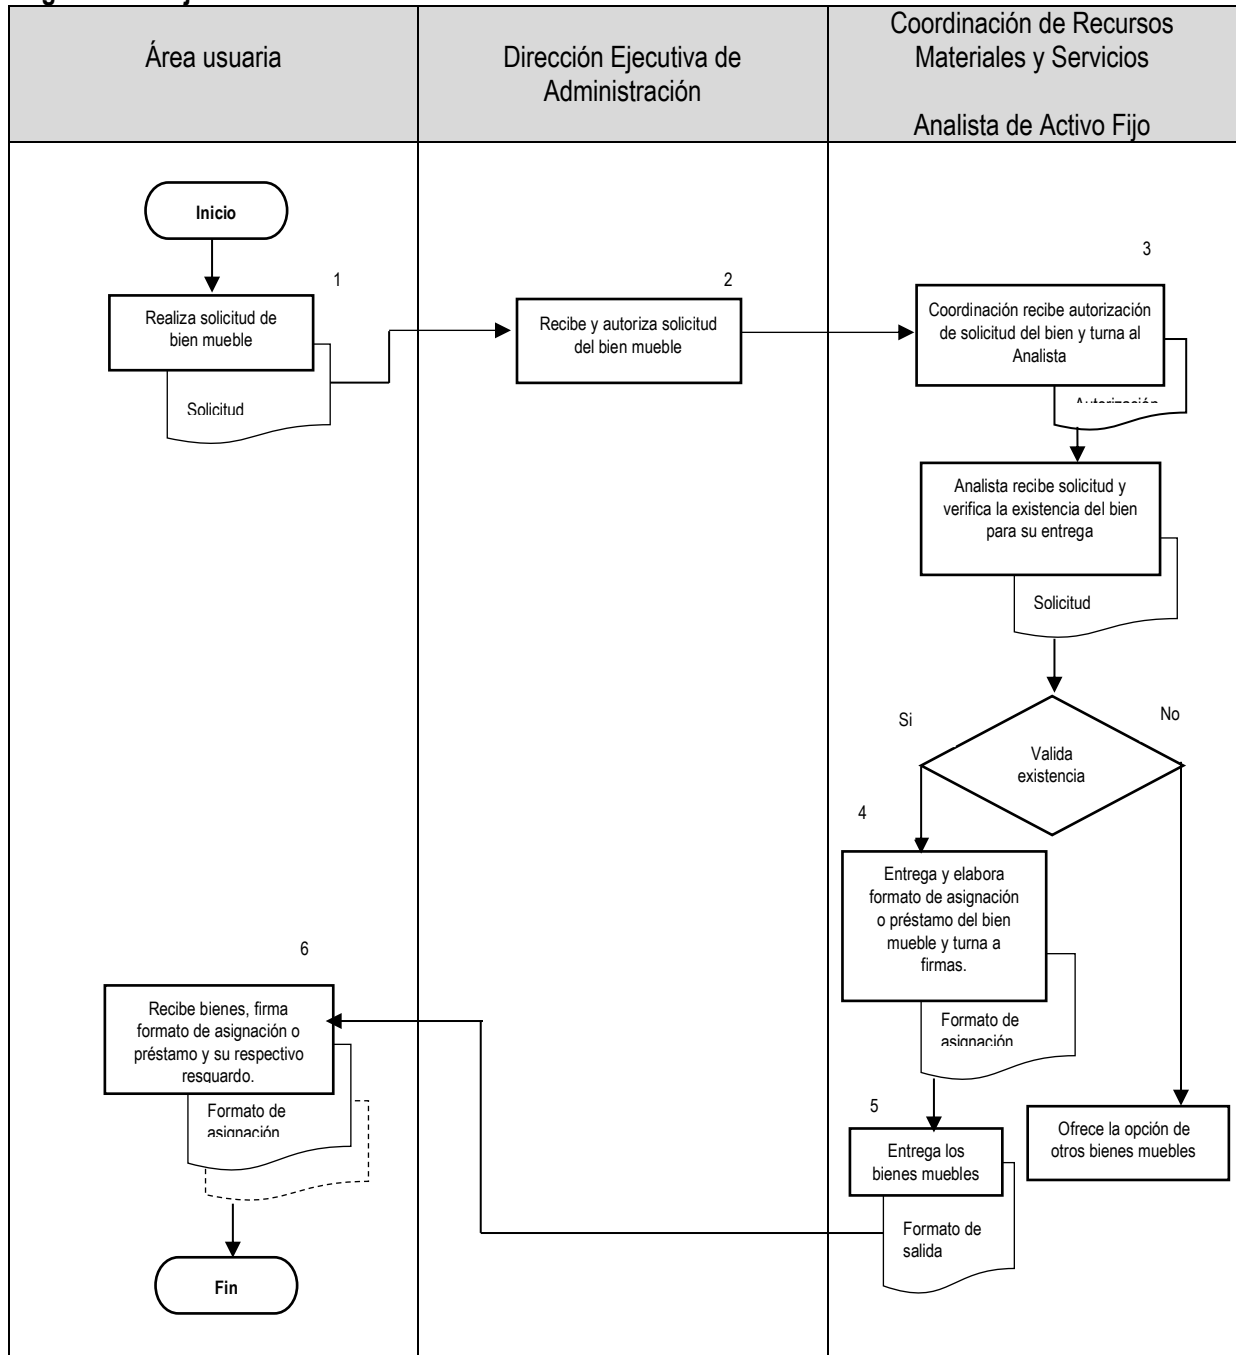 Área usuaria
Dirección Ejecutiva de
Administración
Coordinación de Recursos
Materiales y Servicios
Analista de Activo Fijo
Inicio
1
Realiza solicitud de
bien mueble
Solicitud
2
Recibe y autoriza solicitud
del bien mueble
3
Coordinación recibe autorización
de solicitud del bien y turna al
Analista
Autorización
Analista recibe solicitud y
verifica la existencia del bien
para su entrega
Solicitud
Si
No
Valida
existencia
4
Entrega y elabora
formato de asignación
o préstamo del bien
mueble y turna a
firmas.
Formato de
asignación
5
Entrega los
bienes muebles
Formato de
salida
Ofrece la opción de
otros bienes muebles
6
Recibe bienes, firma
formato de asignación o
préstamo y su respectivo
resguardo.
Formato de
asignación
Fin